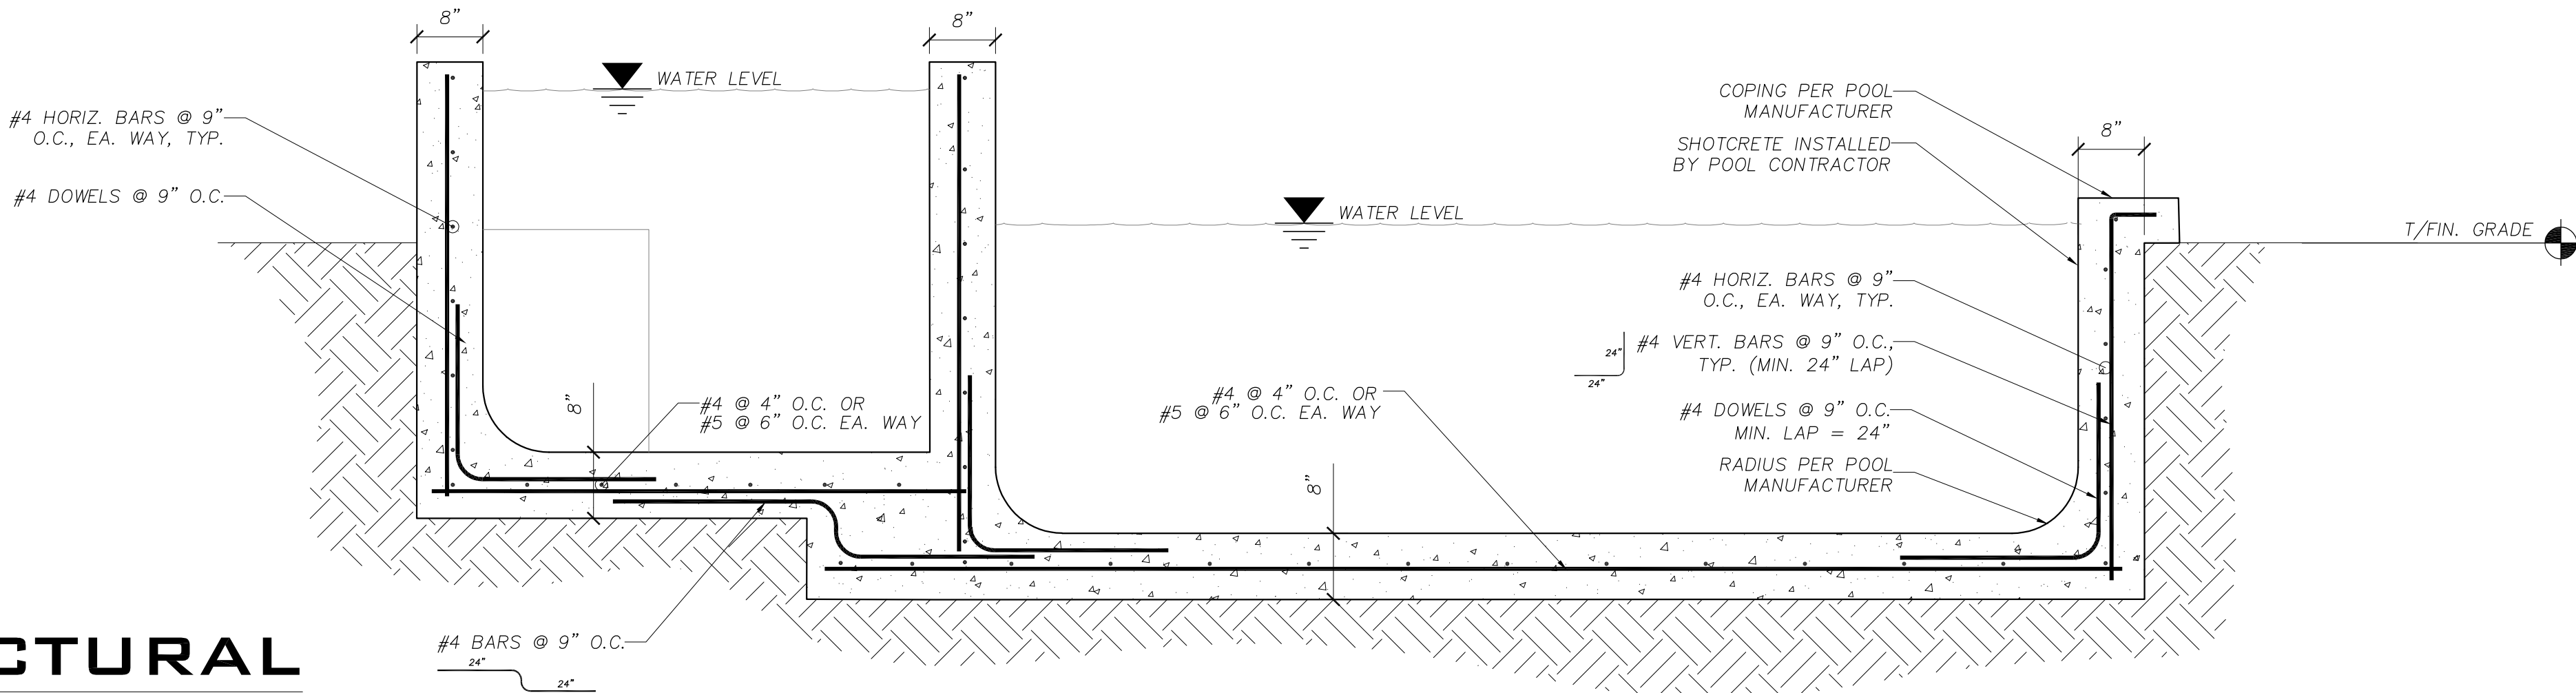 8"
8"
WATER LEVEL
#4 HORIZ. BARS @ 9"
O.C., EA. WAY, TYP.
#4 DOWELS @ 9" O.C.
COPING PER POOL
MANUFACTURER
SHOTCRETE INSTALLED
BY POOL CONTRACTOR
8"
WATER LEVEL
T/FIN. GRADE
#4 HORIZ. BARS @ 9"
O.C., EA. WAY, TYP.
24"
24"
#4 VERT. BARS @ 9" O.C.,
TYP. (MIN. 24" LAP)
8"
#4 @ 4" O.C. OR
#5 @ 6" O.C. EA. WAY
#4 @ 4" O.C. OR
#5 @ 6" O.C. EA. WAY
#4 DOWELS @ 9" O.C.
MIN. LAP = 24"
RADIUS PER POOL
MANUFACTURER
8"
#4 BARS @ 9" O.C.
24"
24"
CTURAL